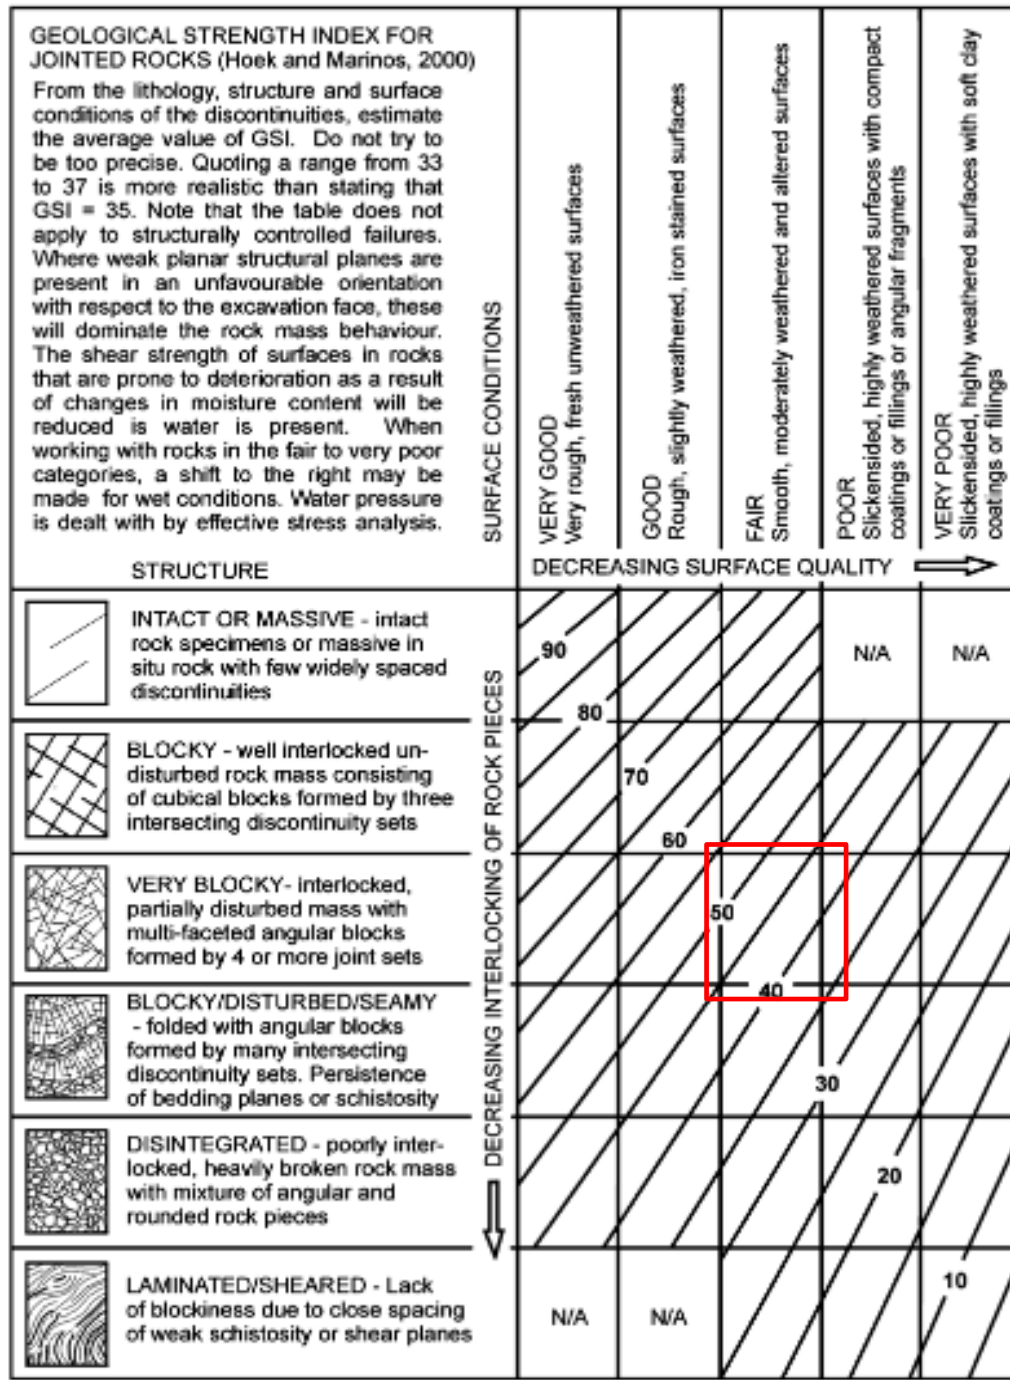 GEOLOGICAL STRENGTH INDEX FOR
JOINTED ROCKS (Hoek and Marinos, 2000)
From the lithology, structure and surface
conditions of the discontinuities, estimate
the average value of GSI. Do not try to
be too precise. Quoting a range from 33
to 37 is more realistic than stating that
GSI = 35. Note that the table does not
apply to structurally controlled failures.
Where weak planar structural planes are
present in an unfavourable orientation
with respect to the excavation face, these
will dominate the rock mass behaviour.
The shear strength of surfaces in rocks
that are prone to deterioration as a result
of changes in moisture content will be
reduced is water is present. When
working with rocks in the fair to very poor
categories, a shift to the right may be
made for wet conditions. Water pressure
is dealt with by effective stress analysis.
STRUCTURE
SURFACE CONDITIONS
VERY GOOD
Very rough, fresh unweathered surfaces
GOOD
Rough, slightly weathered, iron stained surfaces
FAIR
Smooth, moderately weathered and altered surfaces
POOR
Slickensided, highly weathered surfaces with compact
coatings or fillings or angular fragments
VERY POOR
Slickensided, highly weathered surfaces with soft clay
coatings or fillings
DECREASING SURFACE QUALITY
DECREASING INTERLOCKING OF ROCK PIECES
INTACT OR MASSIVE - intact
rock specimens or massive in
situ rock with few widely spaced
discontinuities
90
N/A
N/A
80
BLOCKY - well interlocked un-
disturbed rock mass consisting
of cubical blocks formed by three
intersecting discontinuity sets
70
60
VERY BLOCKY- interlocked,
partially disturbed mass with
multi-faceted angular blocks
formed by 4 or more joint sets
50
40
BLOCKY/DISTURBED/SEAMY
- folded with angular blocks
formed by many intersecting
discontinuity sets. Persistence
of bedding planes or schistosity
30
DISINTEGRATED - poorly inter-
locked, heavily broken rock mass
with mixture of angular and
rounded rock pieces
20
LAMINATED/SHEARED - Lack
of blockiness due to close spacing
of weak schistosity or shear planes
N/A
N/A
10